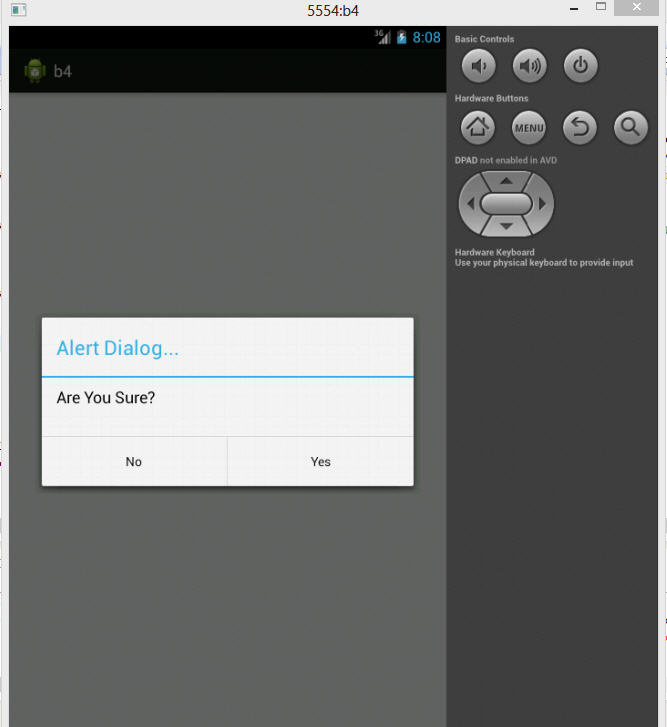 5554:b4
3G 8:08
b4
Alert Dialog...
Are You Sure?
No Yes
Basic Controls
Hardware Buttons
MENU
DPAD not enabled in AVD
Hardware Keyboard
Use your physical keyboard to provide input